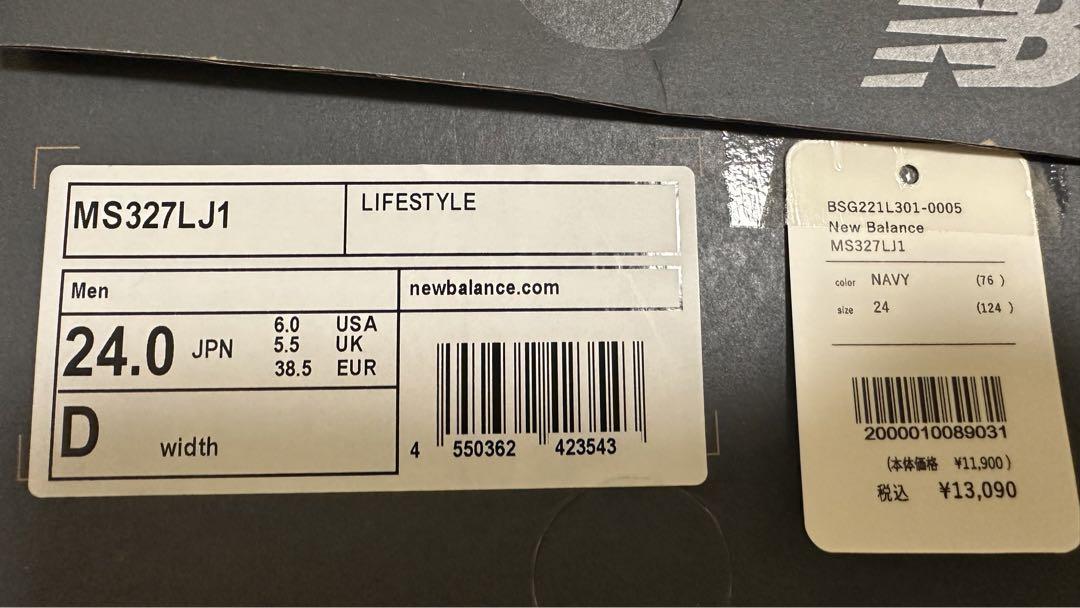 NB
MS327LJ1
LIFESTYLE
Men
newbalance.com
24.0 JPN
6.0 USA
5.5 UK
38.5 EUR
D width
4 550362 423543
BSG221L301-0005
New Balance
MS327LJ1
color NAVY (76 )
size 24 (124 )
2000010089031
(本体価格 ¥11,900 )
税込 ¥13,090